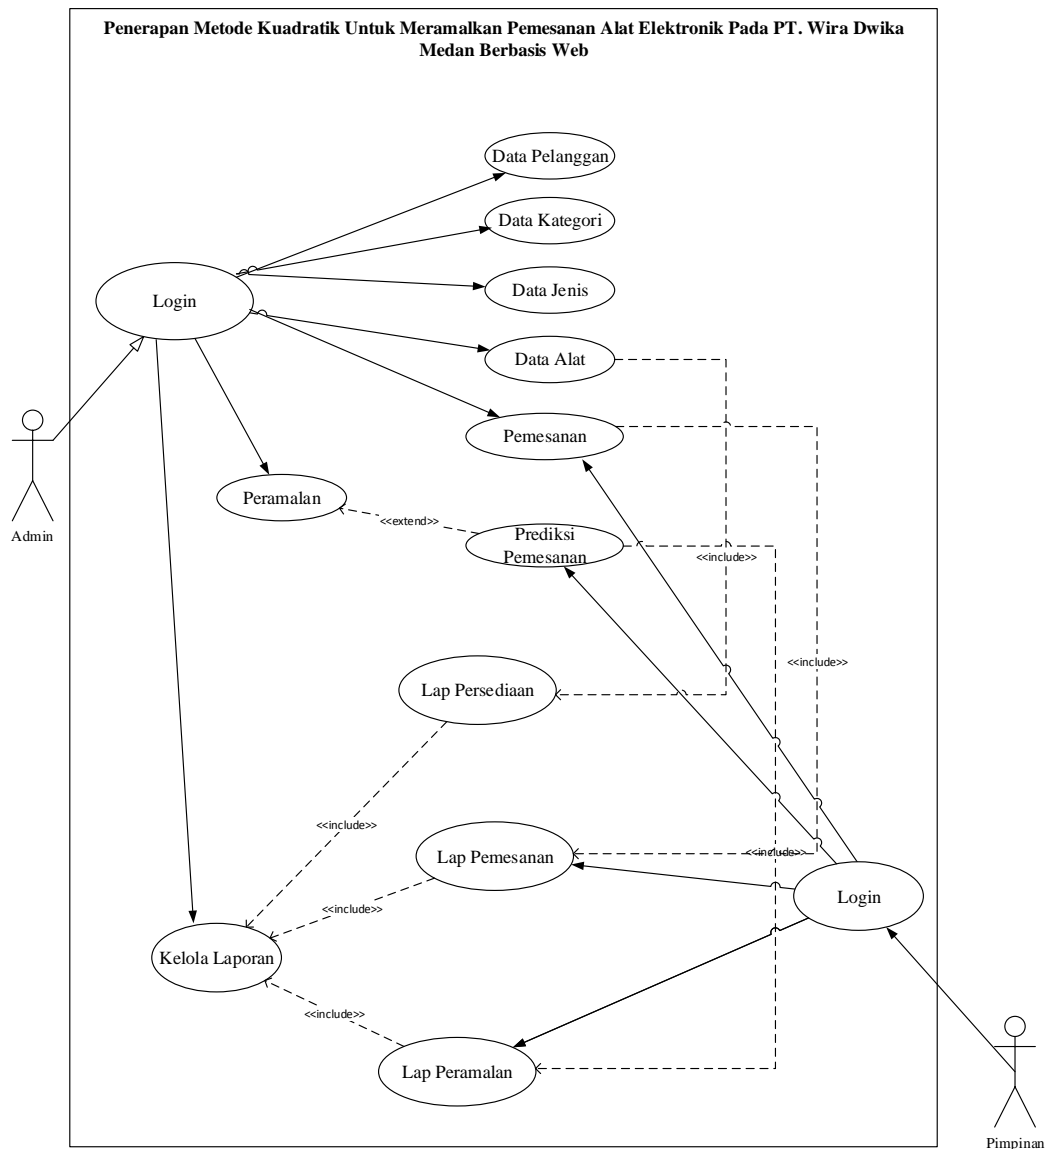 Penerapan Metode Kuadratik Untuk Meramalkan Pemesanan Alat Elektronik Pada PT. Wira Dwika
Medan Berbasis Web
Data Pelanggan
Data Kategori
Data Jenis
Login
Data Alat
Pemesanan
Peramalan
<<extend>>
Prediksi
Pemesanan
Admin
<<include>>
<<include>>
Lap Persediaan
<<include>>
Lap Pemesanan
<<include>>
<<include>>
Login
Kelola Laporan
<<include>>
Lap Peramalan
Pimpinan